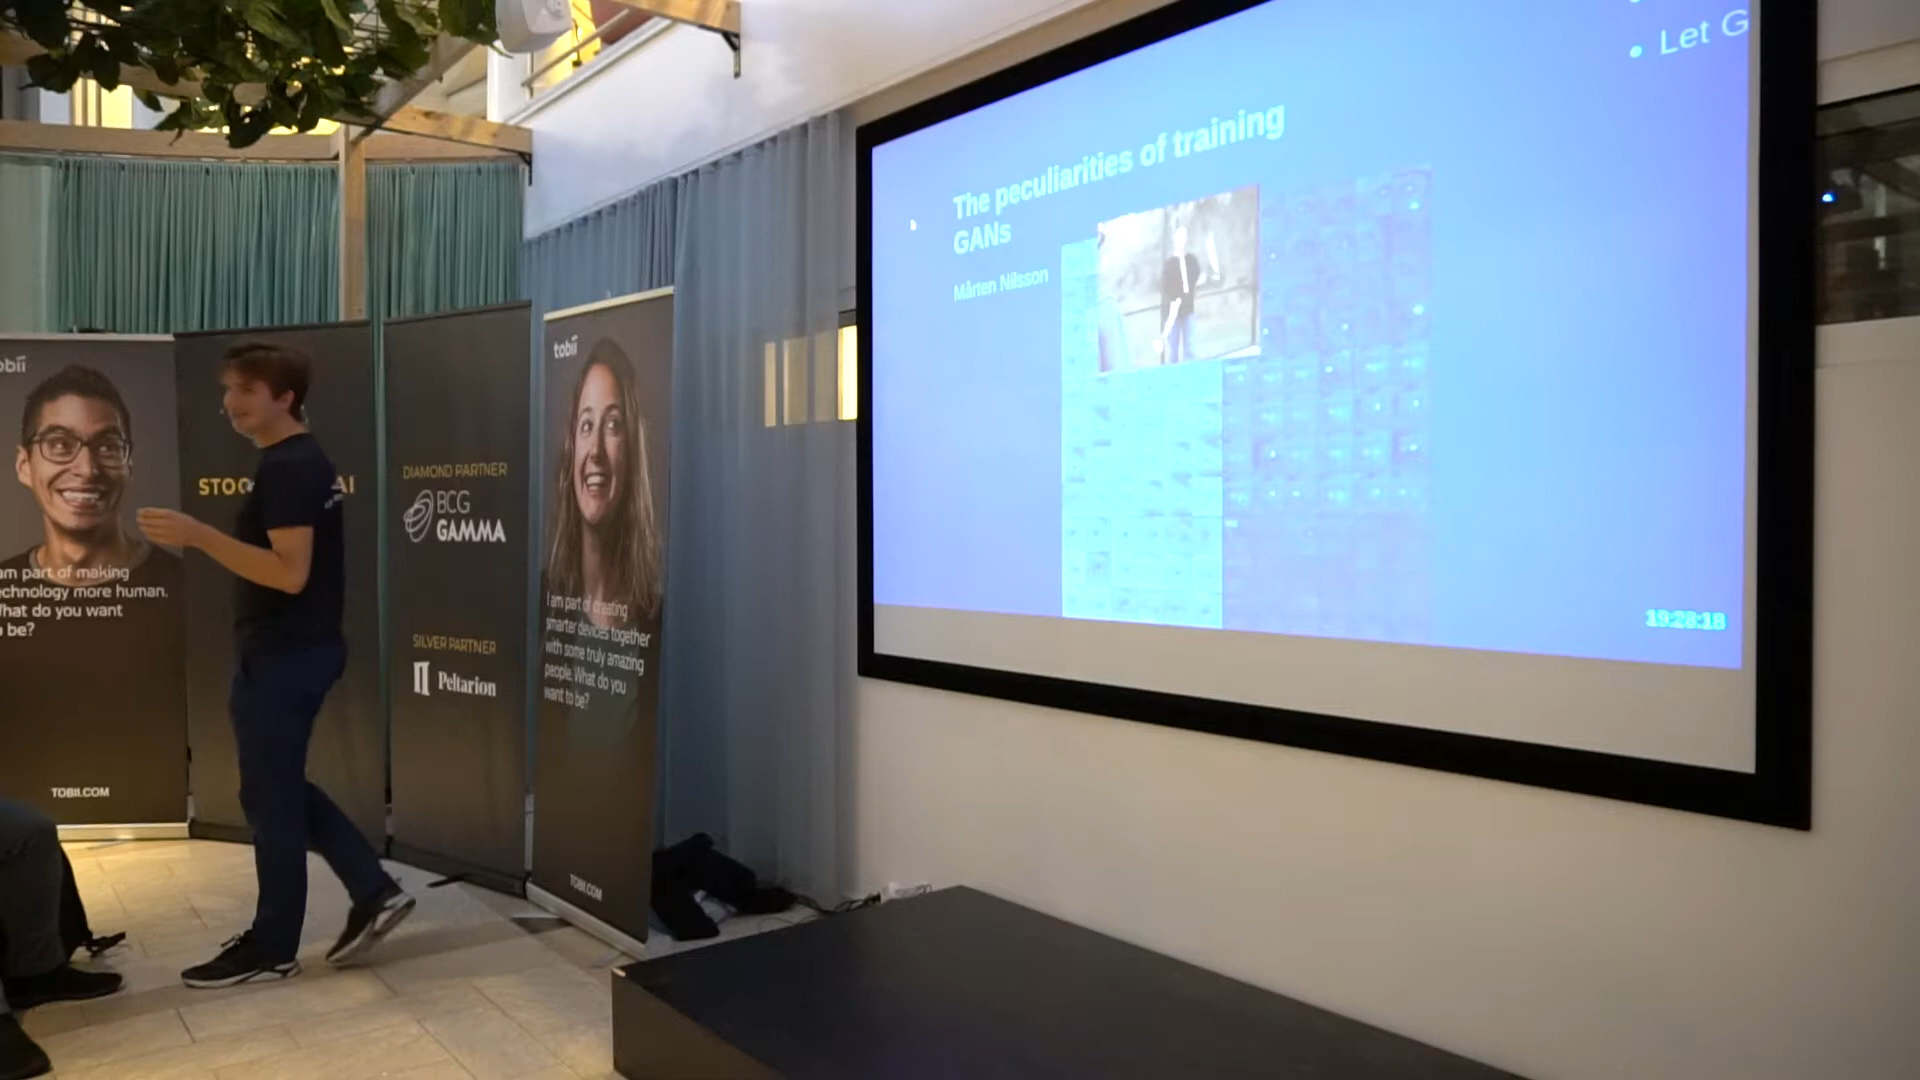 obii
am part of making
echnology more human.
What do you want
o be?
TOBII.COM
AI
DIAMOND PARTNER
BCG
GAMMA
SILVER PARTNER
Peltarion
tobii
I am part of creating
smarter devices together
with some truly amazing
people. What do you
want to be?
TOBII.COM
Let G
The peculiarities of training
GANs
Mårten Nilsson
19:28:18